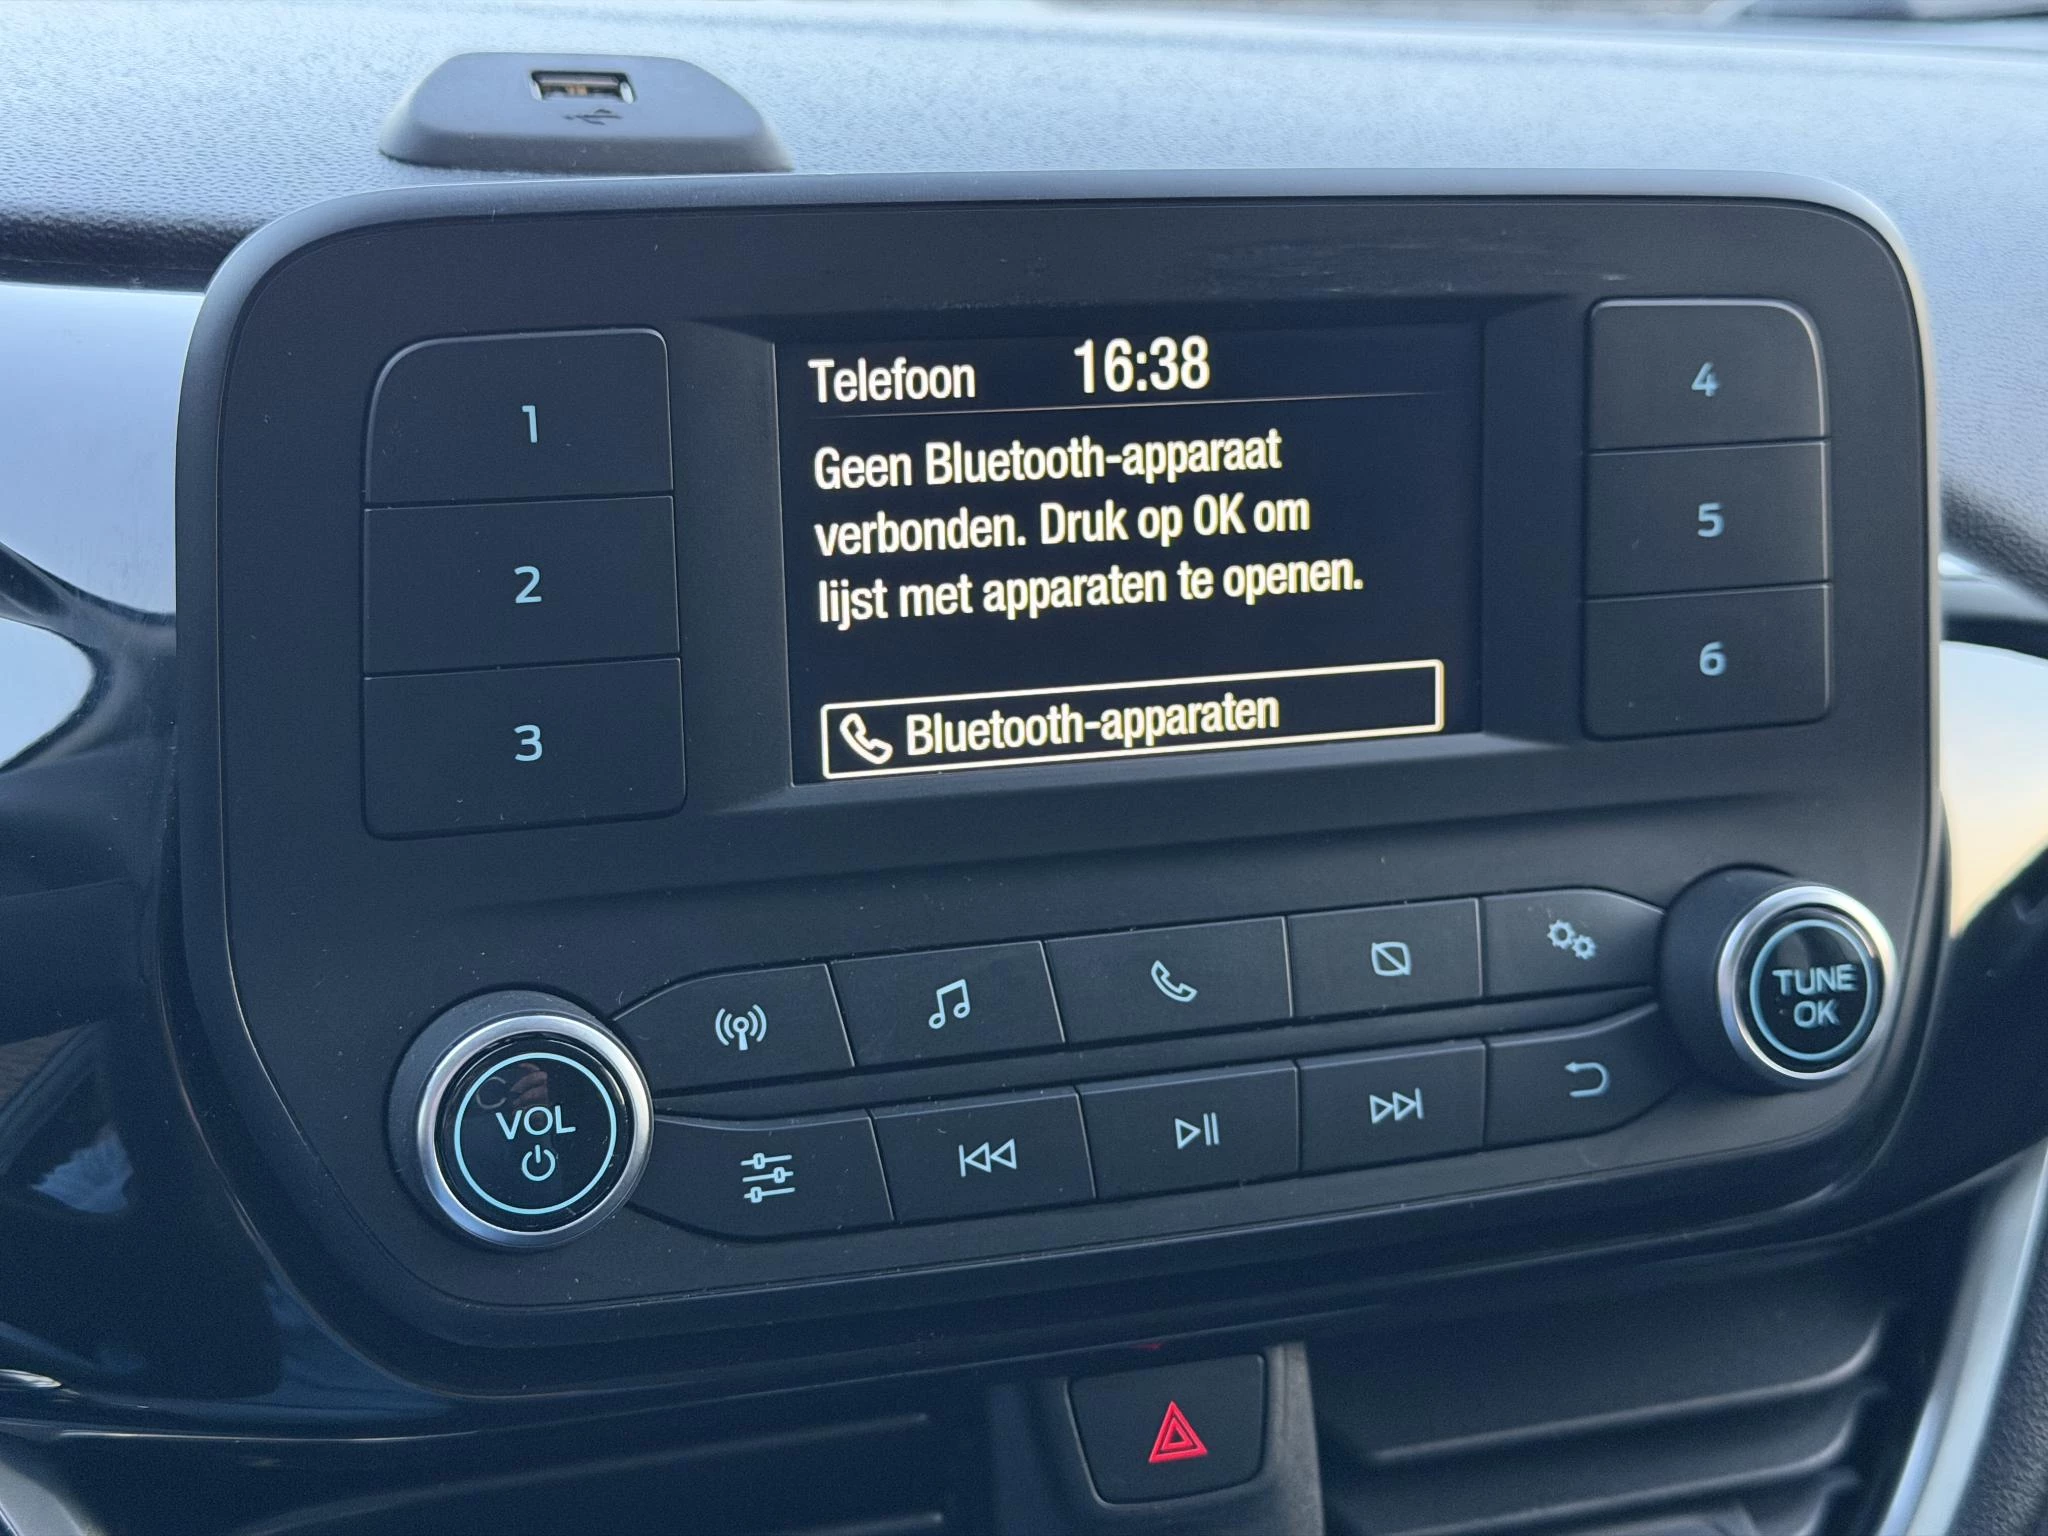 Telefoon 16:38
Geen Bluetooth-apparaat
verbonden. Druk op OK om
lijst met apparaten te openen.
Bluetooth-apparaten
1
2
3
4
5
6
VOL
TUNE
OK